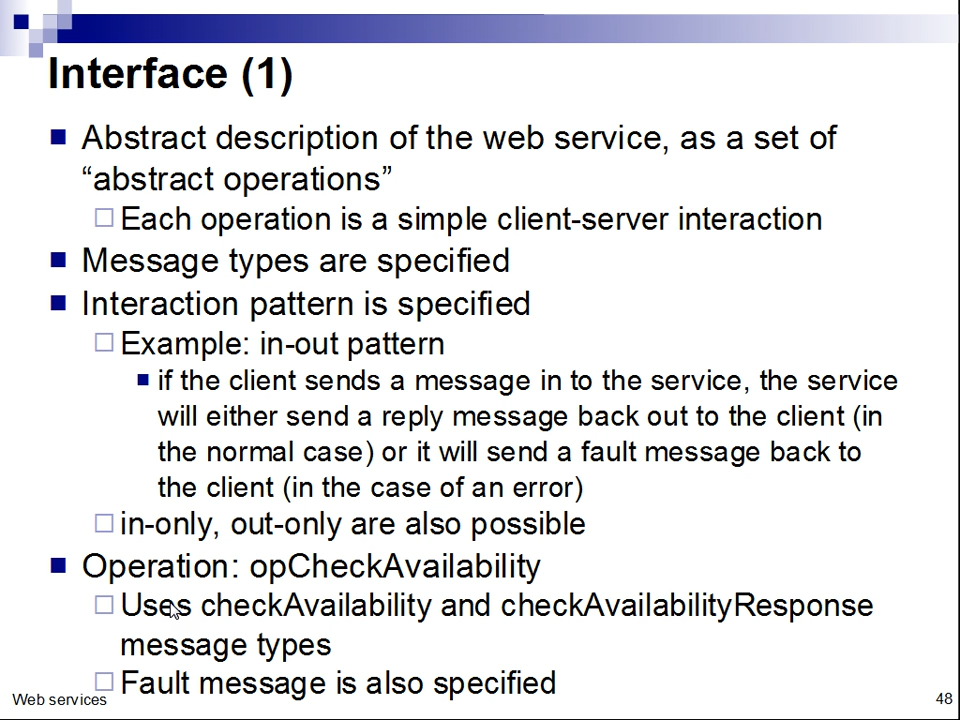 Interface (1)
Abstract description of the web service, as a set of
“abstract operations”
Each operation is a simple client-server interaction
Message types are specified
Interaction pattern is specified
Example: in-out pattern
if the client sends a message in to the service, the service
will either send a reply message back out to the client (in
the normal case) or it will send a fault message back to
the client (in the case of an error)
in-only, out-only are also possible
Operation: opCheckAvailability
Uses checkAvailability and checkAvailabilityResponse
message types
Fault message is also specified
Web services
48